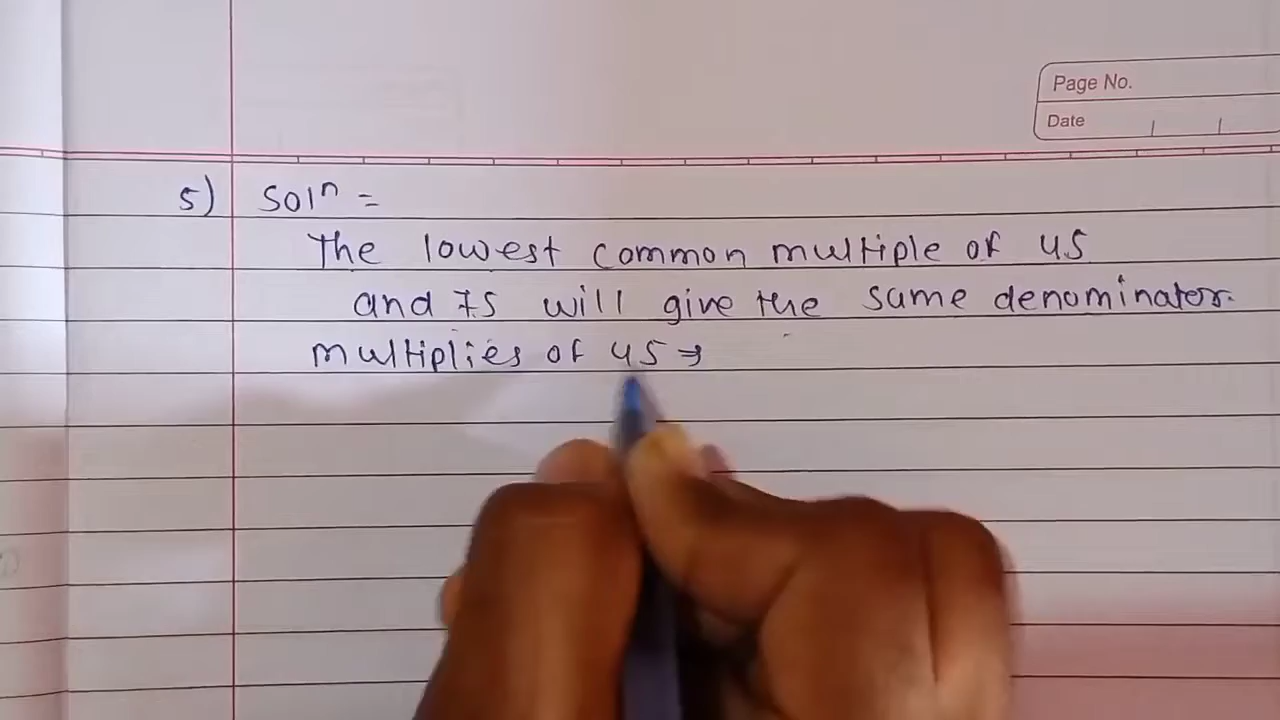 Page No.
Date
5) Solⁿ =
The lowest common multiple of 45
and 75 will give the same denominator.
multiplies of 45 →